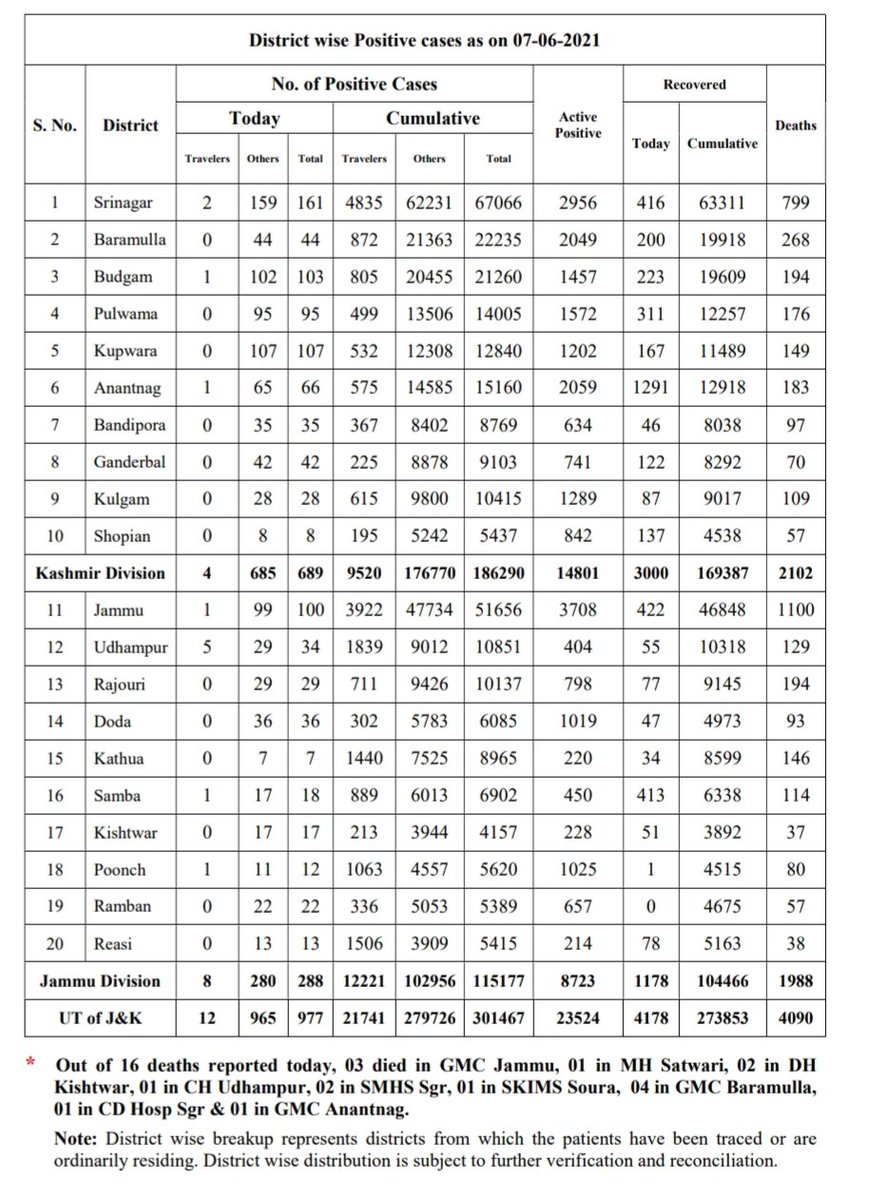 District wise Positive cases as on 07-06-2021
S. No. District No. of Positive Cases Active Positive Recovered Deaths
Today Cumulative Today Cumulative
Travelers Others Total Travelers Others Total
1 Srinagar 2 159 161 4835 62231 67066 2956 416 63311 799
2 Baramulla 0 44 44 872 21363 22235 2049 200 19918 268
3 Budgam 1 102 103 805 20455 21260 1457 223 19609 194
4 Pulwama 0 95 95 499 13506 14005 1572 311 12257 176
5 Kupwara 0 107 107 532 12308 12840 1202 167 11489 149
6 Anantnag 1 65 66 575 14585 15160 2059 1291 12918 183
7 Bandipora 0 35 35 367 8402 8769 634 46 8038 97
8 Ganderbal 0 42 42 225 8878 9103 741 122 8292 70
9 Kulgam 0 28 28 615 9800 10415 1289 87 9017 109
10 Shopian 0 8 8 195 5242 5437 842 137 4538 57
Kashmir Division 4 685 689 9520 176770 186290 14801 3000 169387 2102
11 Jammu 1 99 100 3922 47734 51656 3708 422 46848 1100
12 Udhampur 5 29 34 1839 9012 10851 404 55 10318 129
13 Rajouri 0 29 29 711 9426 10137 798 77 9145 194
14 Doda 0 36 36 302 5783 6085 1019 47 4973 93
15 Kathua 0 7 7 1440 7525 8965 220 34 8599 146
16 Samba 1 17 18 889 6013 6902 450 413 6338 114
17 Kishtwar 0 17 17 213 3944 4157 228 51 3892 37
18 Poonch 1 11 12 1063 4557 5620 1025 1 4515 80
19 Ramban 0 22 22 336 5053 5389 657 0 4675 57
20 Reasi 0 13 13 1506 3909 5415 214 78 5163 38
Jammu Division 8 280 288 12221 102956 115177 8723 1178 104466 1988
UT of J&K 12 965 977 21741 279726 301467 23524 4178 273853 4090
* Out of 16 deaths reported today, 03 died in GMC Jammu, 01 in MH Satwari, 02 in DH
Kishtwar, 01 in CH Udhampur, 02 in SMHS Sgr, 01 in SKIMS Soura, 04 in GMC Baramulla,
01 in CD Hosp Sgr & 01 in GMC Anantnag.
Note: District wise breakup represents districts from which the patients have been traced or are
ordinarily residing. District wise distribution is subject to further verification and reconciliation.